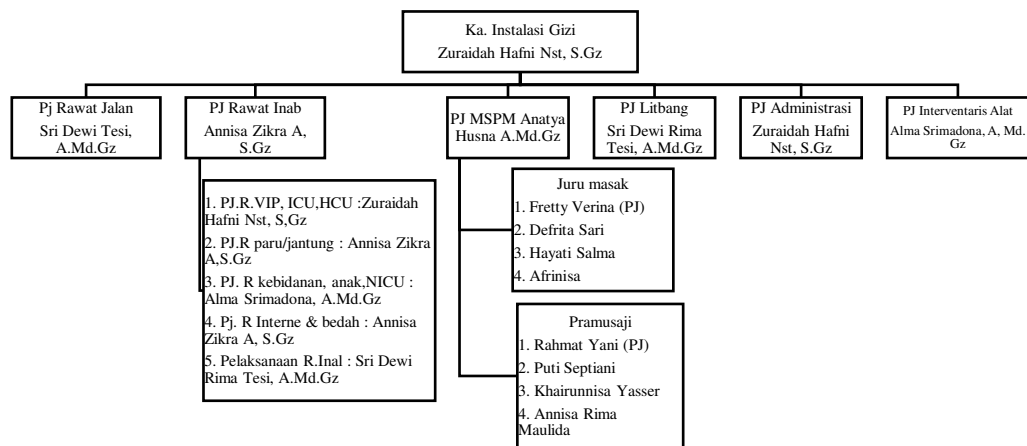 Ka. Instalasi Gizi
Zuraidah Hafni Nst, S.Gz
Pj Rawat Jalan
Sri Dewi Tesi,
A.Md.Gz
PJ Rawat Inab
Annisa Zikra A,
S.Gz
PJ MSPM Anatya
Husna A.Md.Gz
PJ Litbang
Sri Dewi Rima
Tesi, A.Md.Gz
PJ Administrasi
Zuraidah Hafni
Nst, S.Gz
PJ Interventaris Alat
Alma Srimadona, A, Md.
Gz
1. PJ.R.VIP, ICU,HCU :Zuraidah
Hafni Nst, S,Gz
2. PJ.R paru/jantung : Annisa Zikra
A,S.Gz
3. PJ. R kebidanan, anak,NICU :
Alma Srimadona, A.Md.Gz
4. Pj. R Interne & bedah : Annisa
Zikra A, S.Gz
5. Pelaksanaan R.Inal : Sri Dewi
Rima Tesi, A.Md.Gz
Juru masak
1. Fretty Verina (PJ)
2. Defrita Sari
3. Hayati Salma
4. Afrinisa
Pramusaji
1. Rahmat Yani (PJ)
2. Puti Septiani
3. Khairunnisa Yasser
4. Annisa Rima
Maulida